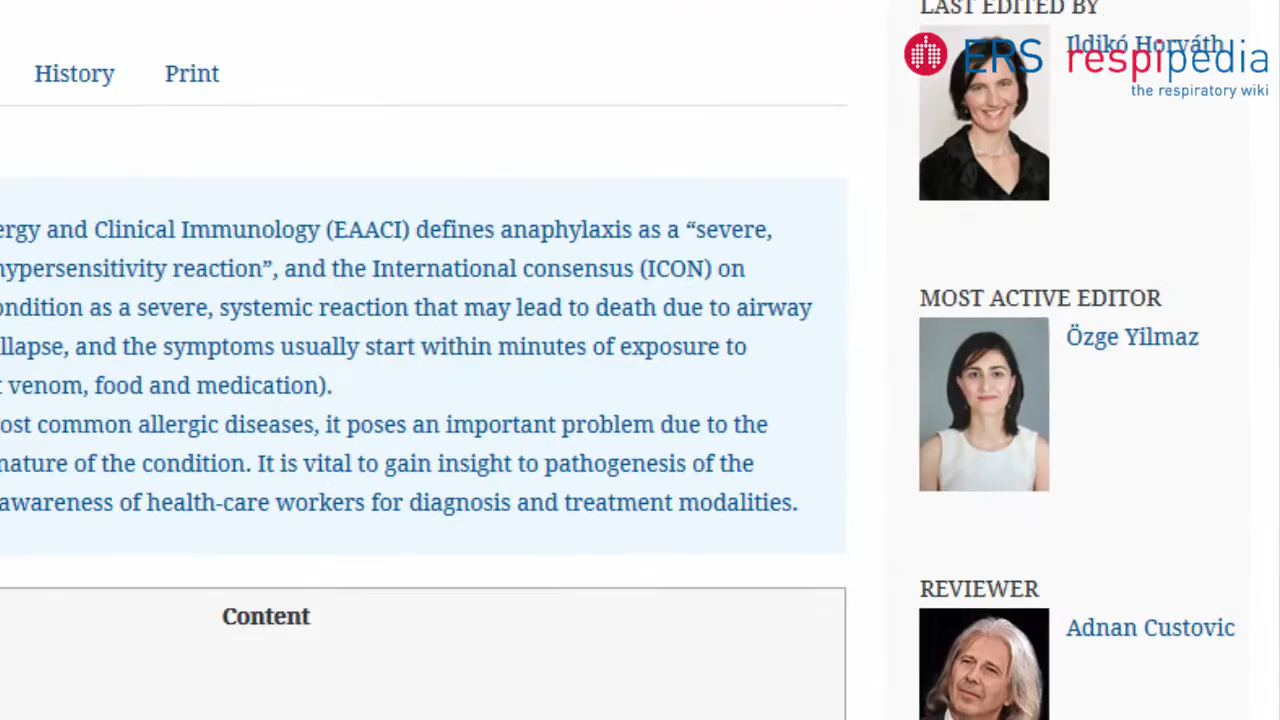 LAST EDITED BY
Ildikó Horváth
ERS respipedia
the respiratory wiki
History Print
ergy and Clinical Immunology (EAACI) defines anaphylaxis as a “severe,
hypersensitivity reaction”, and the International consensus (ICON) on
ondition as a severe, systemic reaction that may lead to death due to airway
llapse, and the symptoms usually start within minutes of exposure to
t venom, food and medication).
ost common allergic diseases, it poses an important problem due to the
nature of the condition. It is vital to gain insight to pathogenesis of the
awareness of health-care workers for diagnosis and treatment modalities.
Content
MOST ACTIVE EDITOR
Özge Yilmaz
REVIEWER
Adnan Custovic